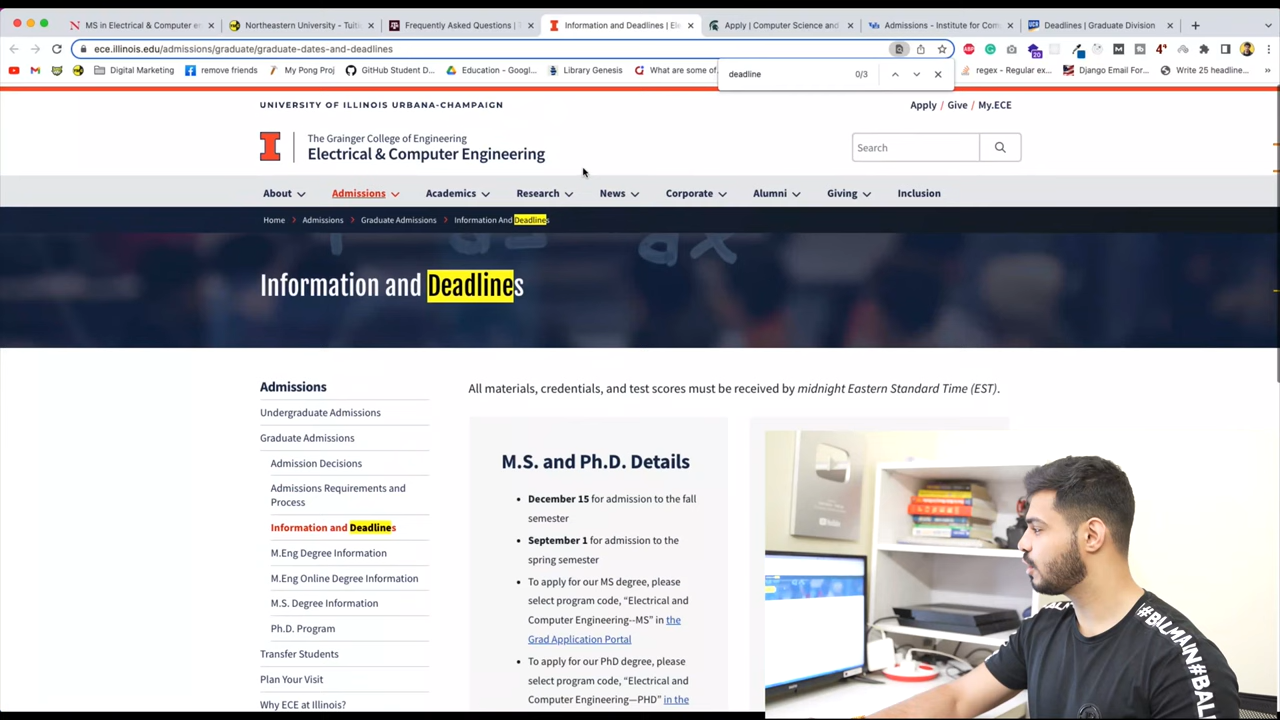 MS in Electrical & Computer en
Northeastern University - Tuiti
Frequently Asked Questions | T
Information and Deadlines | Ele
Apply | Computer Science and
Admissions - Institute for Com
Deadlines | Graduate Division
ece.illinois.edu/admissions/graduate/graduate-dates-and-deadlines
Digital Marketing
remove friends
My Pong Proj
GitHub Student D...
Education – Googl...
Library Genesis
What are some of
regex - Regular ex...
Django Email For...
Write 25 headline...
deadline
0/3
20
UNIVERSITY OF ILLINOIS URBANA-CHAMPAIGN
Apply / Give / My.ECE
The Grainger College of Engineering
Electrical & Computer Engineering
Search
About
Admissions
Academics
Research
News
Corporate
Alumni
Giving
Inclusion
Home
Admissions
Graduate Admissions
Information And Deadlines
Information and Deadlines
Admissions
Undergraduate Admissions
Graduate Admissions
Admission Decisions
Admissions Requirements and
Process
Information and Deadlines
M.Eng Degree Information
M.Eng Online Degree Information
M.S. Degree Information
Ph.D. Program
Transfer Students
Plan Your Visit
Why ECE at Illinois?
All materials, credentials, and test scores must be received by midnight Eastern Standard Time (EST).
M.S. and Ph.D. Details
• December 15 for admission to the fall
semester
• September 1 for admission to the
spring semester
• To apply for our MS degree, please
select program code, “Electrical and
Computer Engineering--MS” in the
Grad Application Portal
• To apply for our PhD degree, please
select program code, “Electrical and
Computer Engineering—PHD” in the
#BALMAIN#BAL